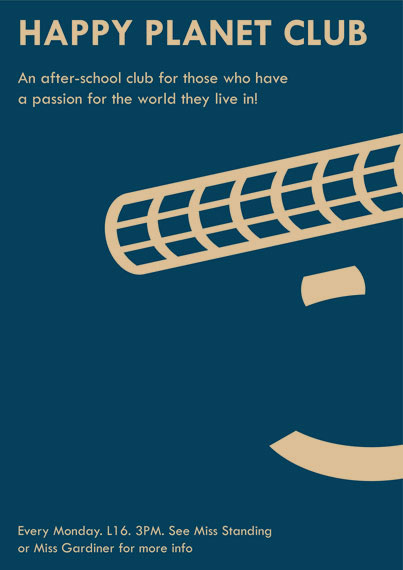 HAPPY PLANET CLUB
An after-school club for those who have
a passion for the world they live in!
Every Monday. L16. 3PM. See Miss Standing
or Miss Gardiner for more info